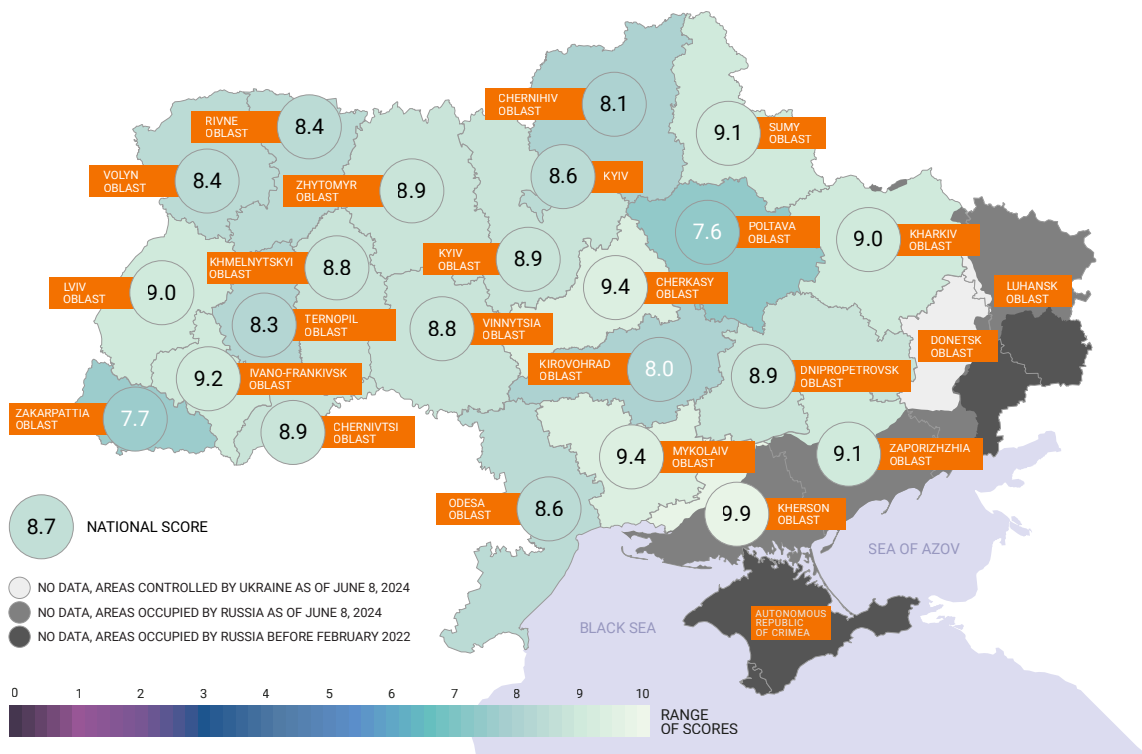 CHERNIHIV
OBLAST
8.1
RIVNE
OBLAST
8.4
9.1
SUMY
OBLAST
VOLYN
OBLAST
8.4
ZHYTOMYR
OBLAST
8.9
8.6
KYIV
7.6
POLTAVA
OBLAST
9.0
KHARKIV
OBLAST
KHMELNYTSKYI
OBLAST
8.8
KYIV
OBLAST
8.9
9.4
CHERKASY
OBLAST
LVIV
OBLAST
9.0
LUHANSK
OBLAST
8.3
TERNOPIL
OBLAST
8.8
VINNYTSIA
OBLAST
DONETSK
OBLAST
9.2
IVANO-FRANKIVSK
OBLAST
KIROVOHRAD
OBLAST
8.0
8.9
DNIPROPETROVSK
OBLAST
ZAKARPATTIA
OBLAST
7.7
8.9
CHERNIVTSI
OBLAST
9.4
MYKOLAIV
OBLAST
9.1
ZAPORIZHZHIA
OBLAST
ODESA
OBLAST
8.6
9.9
KHERSON
OBLAST
8.7
NATIONAL SCORE
SEA OF AZOV
NO DATA, AREAS CONTROLLED BY UKRAINE AS OF JUNE 8, 2024
NO DATA, AREAS OCCUPIED BY RUSSIA AS OF JUNE 8, 2024
NO DATA, AREAS OCCUPIED BY RUSSIA BEFORE FEBRUARY 2022
BLACK SEA
AUTONOMOUS
REPUBLIC
OF CRIMEA
0 1 2 3 4 5 6 7 8 9 10
RANGE
OF SCORES